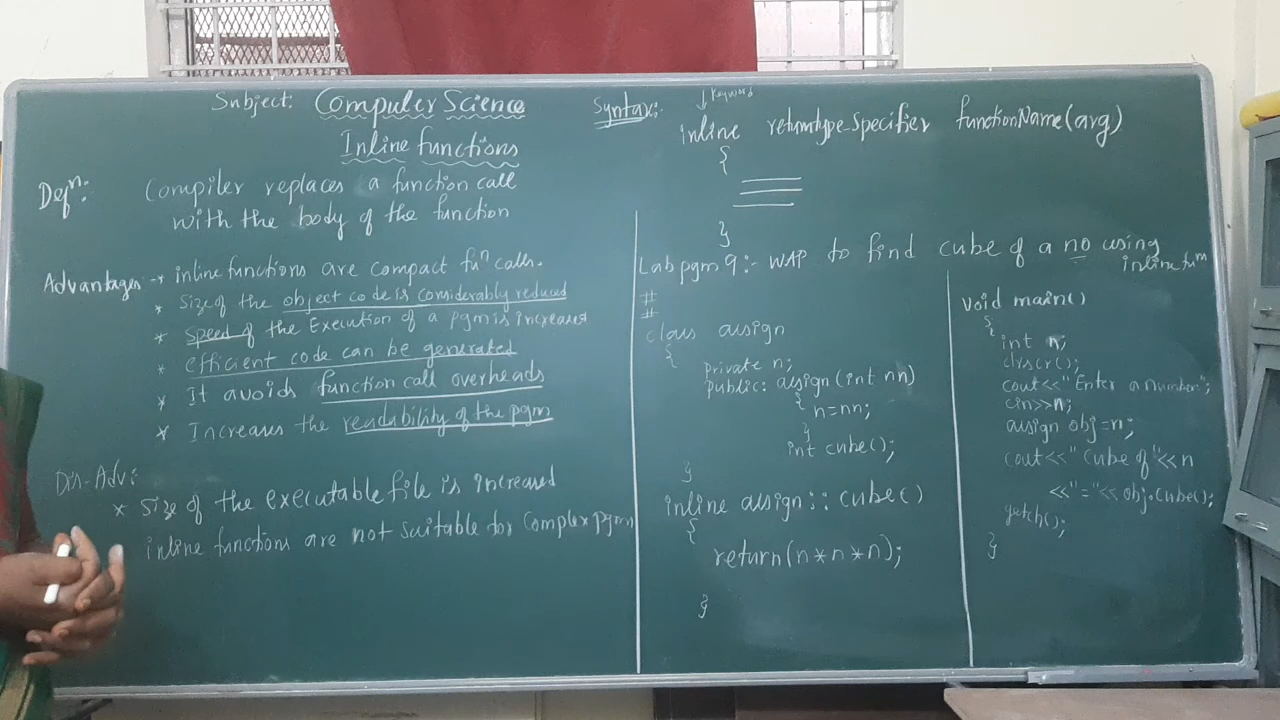 Subject: Computer Science
Inline functions
Defn: Compiler replaces a function call
with the body of the function
Advantages → * inline functions are compact fun calls.
* Size of the object code is considerably reduced
* Speed of the Execution of a pgm is increases
* efficient code can be generated
* It avoids function call overheads
* Increases the readability of the pgm
Dis-Adv:
* Size of the executable file is increased
inline functions are not suitable for Complex pgms
Syntax:
↓ Keyword
inline returntype-Specifier functionName(arg)
{
}
Lab pgm 9:- WAP to find cube of a no using
inline fun
#
#
class assign
{
private n;
public: assign(int nn)
{
n=nn;
}
int cube();
}
inline assign:: cube()
{
return(n*n*n);
}
void main()
{
int n;
clrscr();
cout<<"Enter a number";
cin>>n;
assign obj=n;
cout<<"Cube of"<<n
<<"="<<obj.cube();
getch();
}